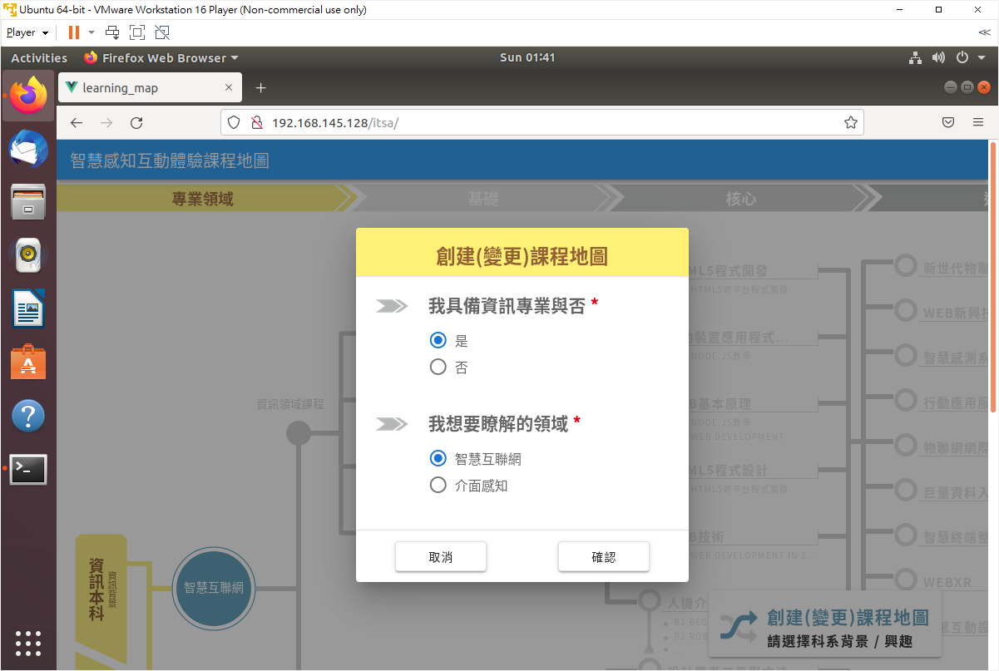 Ubuntu 64-bit - VMware Workstation 16 Player (Non-commercial use only)
Player
Activities
Firefox Web Browser
Sun 01:41
learning_map
192.168.145.128/itsa/
智慧感知互動體驗課程地圖
專業領域
基礎
核心
創建(變更)課程地圖
我具備資訊專業與否 *
是
否
我想要瞭解的領域 *
智慧互聯網
介面感知
取消
確認
資訊領域課程
資訊本科
資訊背景
智慧互聯網
ML5程式開發
HTML5跨平台程式開發
裝置應用程式...
NODE.JS教學
B基本原理
NODE.JS教學
WEB DEVELOPMENT
ML5程式設計
HTML5跨平台程式開發
B技術
WEB DEVELOPMENT IN 2...
人機介
R1 BEG
R2 ROB
新世代物聯
WEB新興技
智慧感測系
行動應用服
物聯網網際
巨量資料入
智慧終端整
WEBXR
感互動設
創建(變更)課程地圖
請選擇科系背景 / 興趣